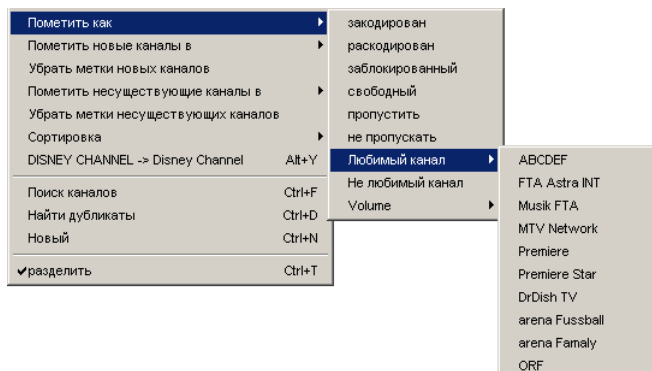 Пометить как
Пометить новые каналы в
Убрать метки новых каналов
Пометить несуществующие каналы в
Убрать метки несуществующих каналов
Сортировка
DISNEY CHANNEL -> Disney Channel Alt+Y
Поиск каналов Ctrl+F
Найти дубликаты Ctrl+D
Новый Ctrl+N
✔разделить Ctrl+T
закодирован
раскодирован
заблокированный
свободный
пропустить
не пропускать
Любимый канал
Не любимый канал
Volume
ABCDEF
FTA Astra INT
Musik FTA
MTV Network
Premiere
Premiere Star
DrDish TV
arena Fussball
arena Famaly
ORF